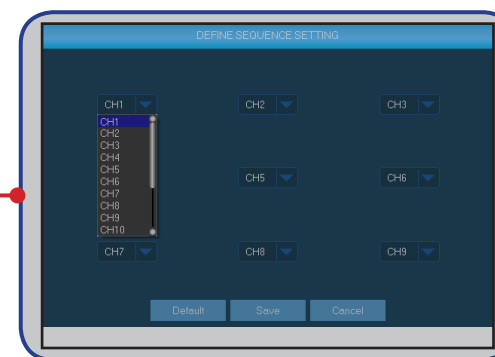 DEFINE SEQUENCE SETTING
CH1 CH2 CH3
CH1
CH2
CH3
CH4
CH5
CH6
CH7
CH8
CH9
CH10
CH5 CH6
CH7 CH8 CH9
Default Save Cancel